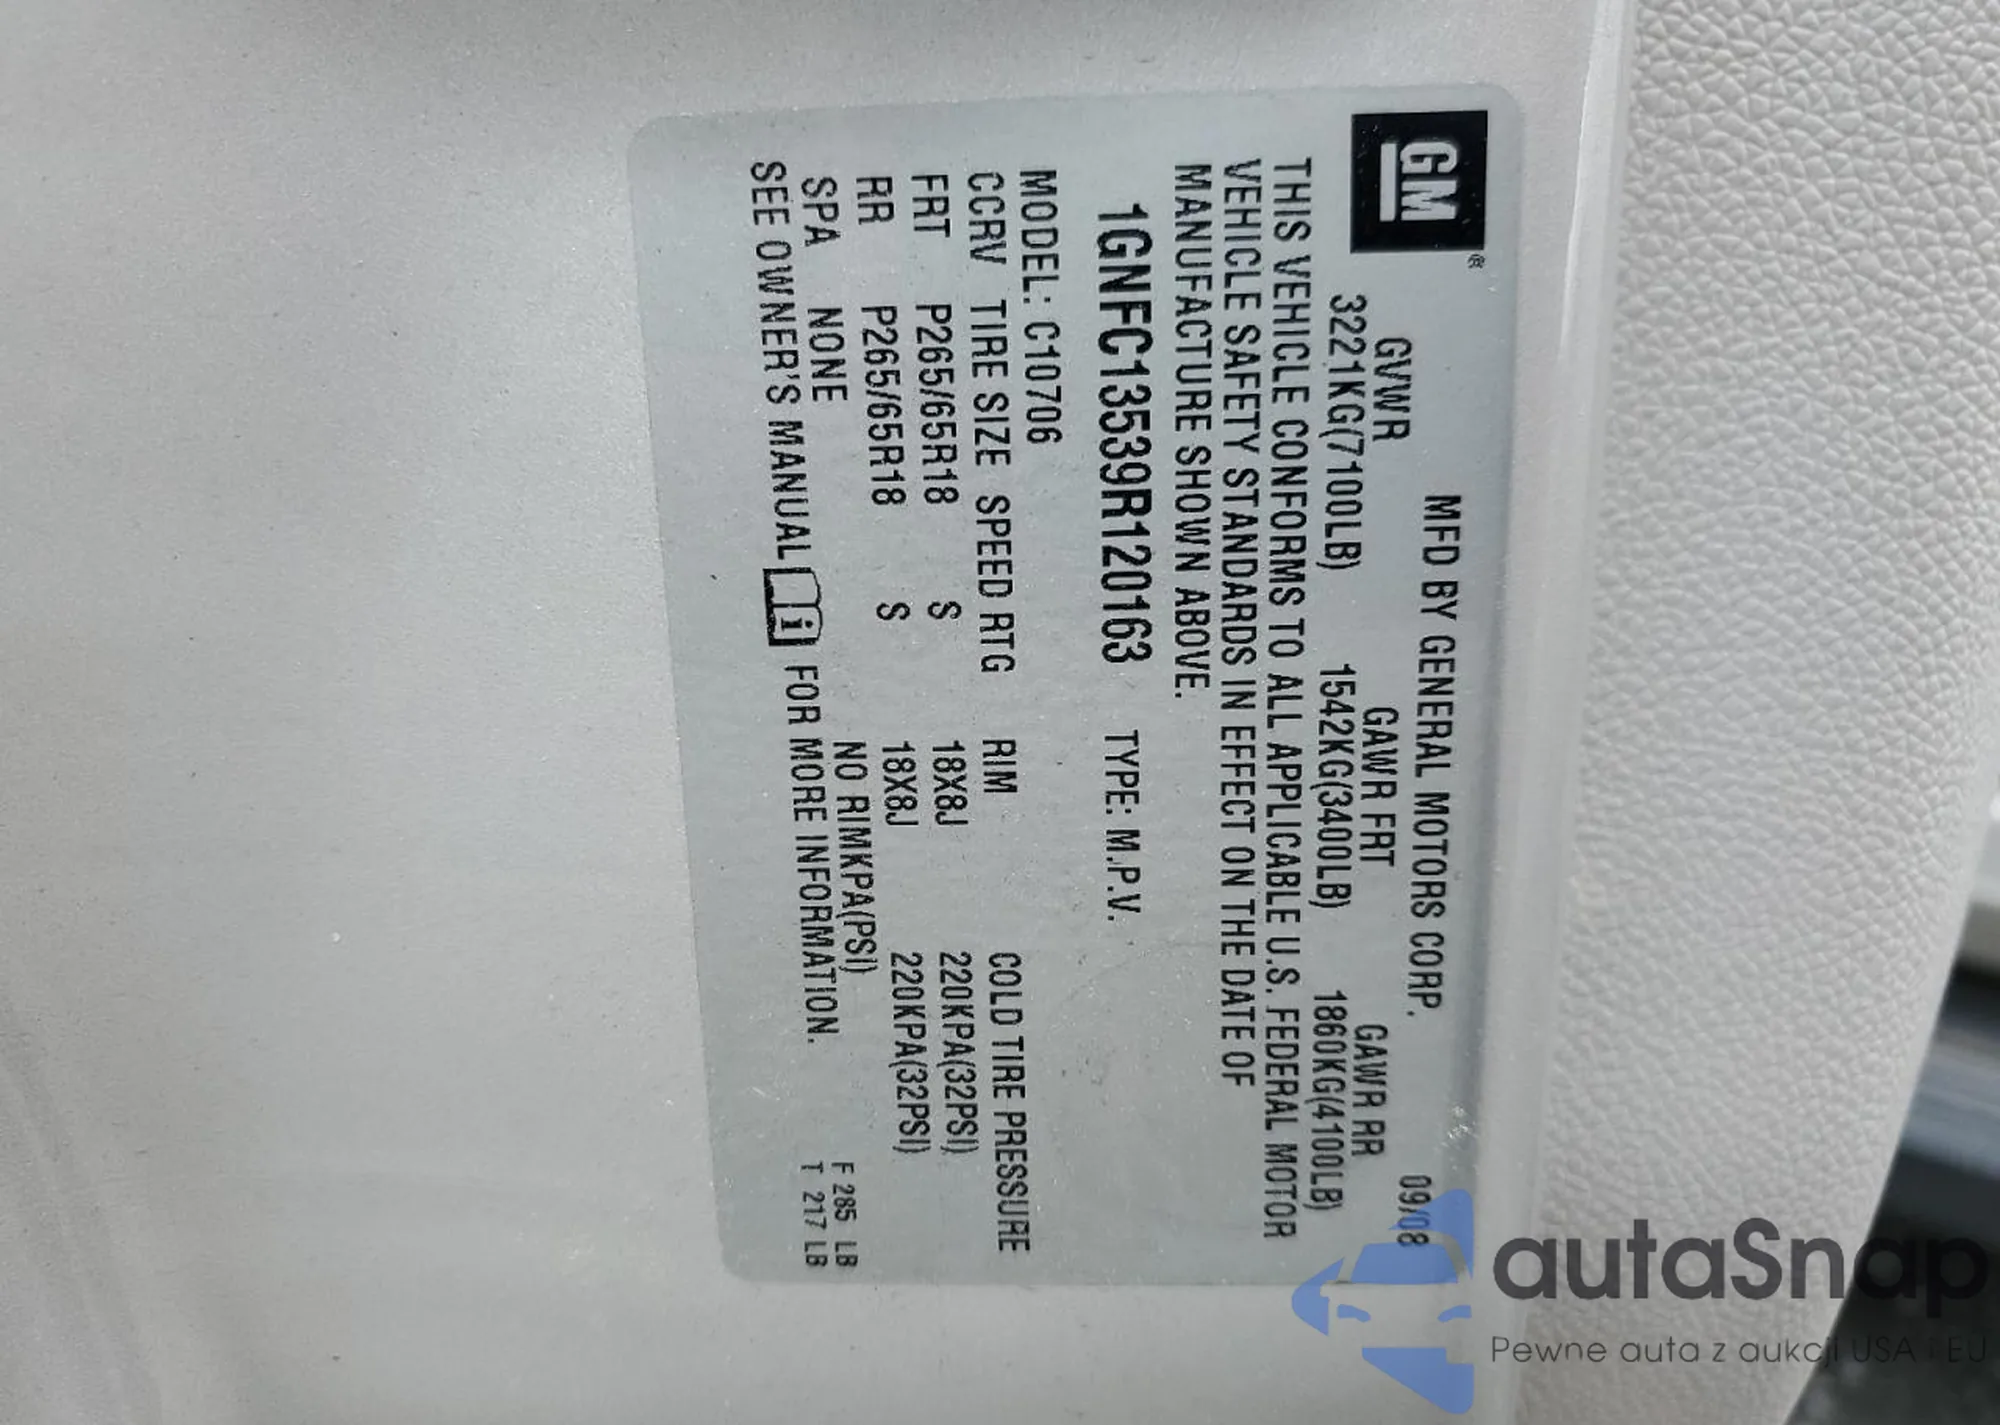 GM®
MFD BY GENERAL MOTORS CORP.
09/08
GVWR GAWR FRT GAWR RR
3221KG(7100LB) 1542KG(3400LB) 1860KG(4100LB)
THIS VEHICLE CONFORMS TO ALL APPLICABLE U.S. FEDERAL MOTOR
VEHICLE SAFETY STANDARDS IN EFFECT ON THE DATE OF
MANUFACTURE SHOWN ABOVE.
1GNFC13539R120163 TYPE: M.P.V.
MODEL: C10706
CCRV TIRE SIZE SPEED RTG RIM COLD TIRE PRESSURE
FRT P265/65R18 S 18X8J 220KPA(32PSI)
RR P265/65R18 S 18X8J 220KPA(32PSI)
SPA NONE NO RIMKPA(PSI)
SEE OWNER'S MANUAL i FOR MORE INFORMATION.
F 285 LB
T 217 LB
autaSnap
Pewne auta z aukcji USA i EU